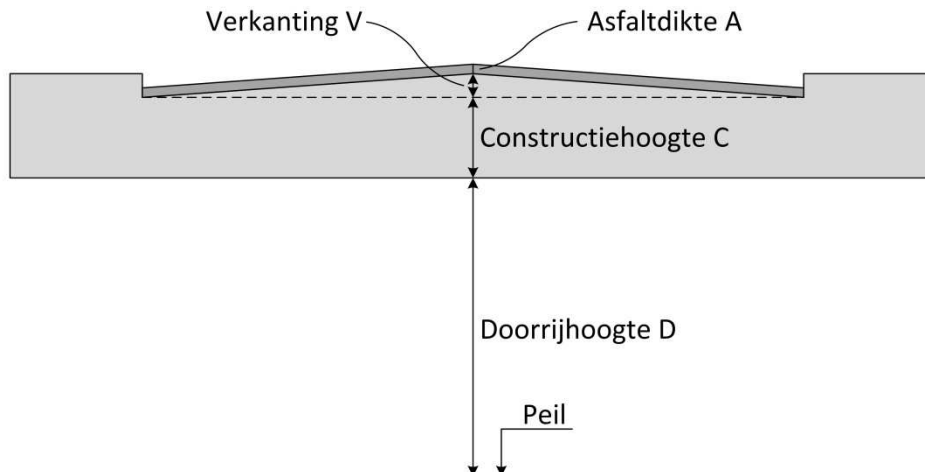 Verkanting V
Asfaltdikte A
Constructiehoogte C
Doorrijhoogte D
Peil